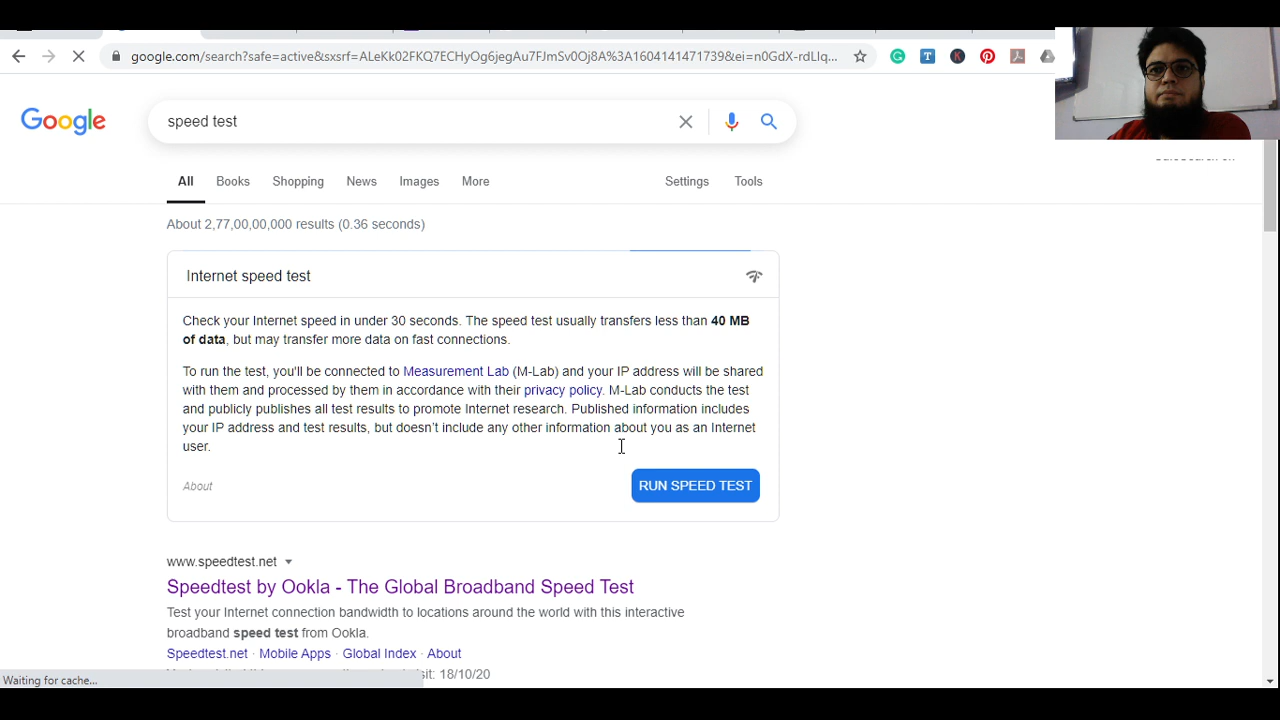 google.com/search?safe=active&sxsrf=ALeKk02FKQ7ECHyOg6jegAu7FJmSv0Oj8A%3A1604141471739&ei=n0GdX-rdLlq...
Google
speed test
All Books Shopping News Images More Settings Tools
About 2,77,00,00,000 results (0.36 seconds)
Internet speed test
Check your Internet speed in under 30 seconds. The speed test usually transfers less than 40 MB
of data, but may transfer more data on fast connections.
To run the test, you'll be connected to Measurement Lab (M-Lab) and your IP address will be shared
with them and processed by them in accordance with their privacy policy. M-Lab conducts the test
and publicly publishes all test results to promote Internet research. Published information includes
your IP address and test results, but doesn't include any other information about you as an Internet
user.
About RUN SPEED TEST
www.speedtest.net
Speedtest by Ookla - The Global Broadband Speed Test
Test your Internet connection bandwidth to locations around the world with this interactive
broadband speed test from Ookla.
Speedtest.net · Mobile Apps · Global Index · About
18/10/20
Waiting for cache...